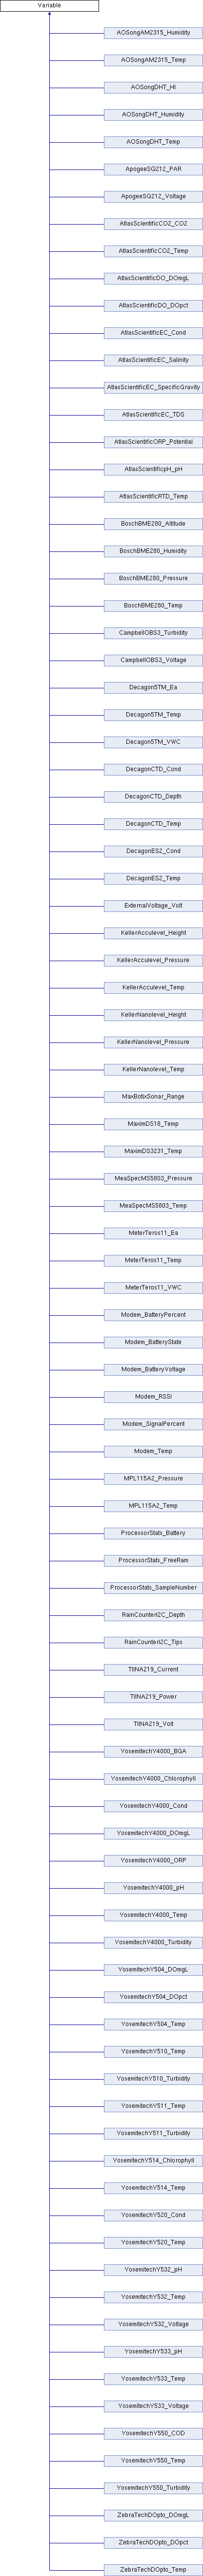 Variable
AOSongAM2315_Humidity
AOSongAM2315_Temp
AOSongDHT_HI
AOSongDHT_Humidity
AOSongDHT_Temp
ApogeeSQ212_PAR
ApogeeSQ212_Voltage
AtlasScientificCO2_CO2
AtlasScientificCO2_Temp
AtlasScientificDO_DOmgL
AtlasScientificDO_DOpct
AtlasScientificEC_Cond
AtlasScientificEC_Salinity
AtlasScientificEC_SpecificGravity
AtlasScientificEC_TDS
AtlasScientificORP_Potential
AtlasScientificpH_pH
AtlasScientificRTD_Temp
BoschBME280_Altitude
BoschBME280_Humidity
BoschBME280_Pressure
BoschBME280_Temp
CampbellOBS3_Turbidity
CampbellOBS3_Voltage
Decagon5TM_Ea
Decagon5TM_Temp
Decagon5TM_VWC
DecagonCTD_Cond
DecagonCTD_Depth
DecagonCTD_Temp
DecagonES2_Cond
DecagonES2_Temp
ExternalVoltage_Volt
KellerAcculevel_Height
KellerAcculevel_Pressure
KellerAcculevel_Temp
KellerNanolevel_Height
KellerNanolevel_Pressure
KellerNanolevel_Temp
MaxBotixSonar_Range
MaximDS18_Temp
MaximDS3231_Temp
MeaSpecMS5803_Pressure
MeaSpecMS5803_Temp
MeterTeros11_Ea
MeterTeros11_Temp
MeterTeros11_VWC
Modem_BatteryPercent
Modem_BatteryState
Modem_BatteryVoltage
Modem_RSSI
Modem_SignalPercent
Modem_Temp
MPL115A2_Pressure
MPL115A2_Temp
ProcessorStats_Battery
ProcessorStats_FreeRam
ProcessorStats_SampleNumber
RainCounterI2C_Depth
RainCounterI2C_Tips
TIINA219_Current
TIINA219_Power
TIINA219_Volt
YosemitechY4000_BGA
YosemitechY4000_Chlorophyll
YosemitechY4000_Cond
YosemitechY4000_DOmgL
YosemitechY4000_ORP
YosemitechY4000_pH
YosemitechY4000_Temp
YosemitechY4000_Turbidity
YosemitechY504_DOmgL
YosemitechY504_DOpct
YosemitechY504_Temp
YosemitechY510_Temp
YosemitechY510_Turbidity
YosemitechY511_Temp
YosemitechY511_Turbidity
YosemitechY514_Chlorophyll
YosemitechY514_Temp
YosemitechY520_Cond
YosemitechY520_Temp
YosemitechY532_pH
YosemitechY532_Temp
YosemitechY532_Voltage
YosemitechY533_pH
YosemitechY533_Temp
YosemitechY533_Voltage
YosemitechY550_COD
YosemitechY550_Temp
YosemitechY550_Turbidity
ZebraTechDOpto_DOmgL
ZebraTechDOpto_DOpct
ZebraTechDOpto_Temp